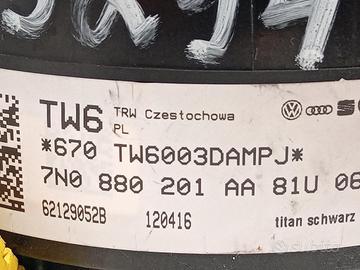 TW6 TRW Czestochowa
PL
*670 TW6003DAMPJ*
7N0 880 201 AA 81U 06
62129052B 120416 titan schwarz